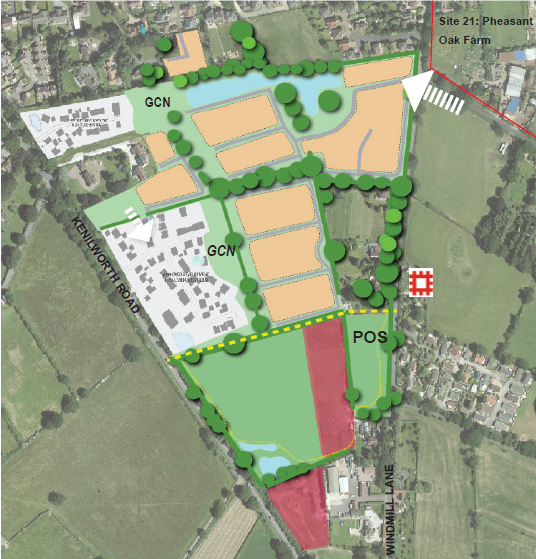 Site 21: Pheasant
Oak Farm
GCN
GCN
KENILWORTH ROAD
POS
WINDMILL LANE